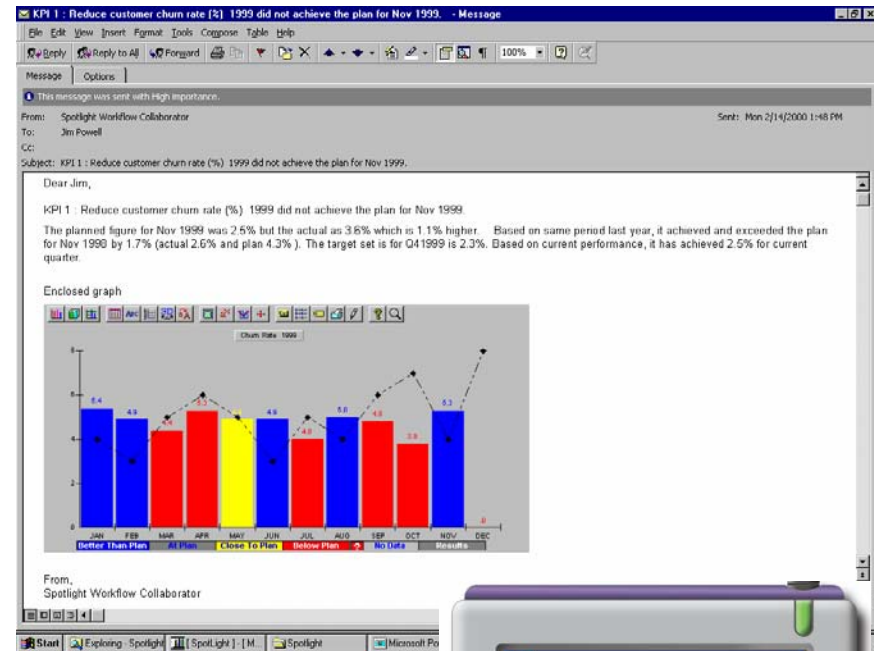 KPI 1 : Reduce customer churn rate (%)  1999 did not achieve the plan for Nov 1999.  - Message
File Edit View Insert Format Tools Compose Table Help
Reply Reply to All Forward 100%
Message Options
This message was sent with High importance.
From: Spotlight Workflow Collaborator Sent: Mon 2/14/2000 1:48 PM
To: Jim Powell
Cc:
Subject: KPI 1 : Reduce customer churn rate (%)  1999 did not achieve the plan for Nov 1999.
Dear Jim,
KPI 1 : Reduce customer churn rate (%)  1999 did not achieve the plan for Nov 1999.
The planned figure for Nov 1999 was 2.5% but the actual as 3.6% which is 1.1% higher.    Based on same period last year, it achieved and exceeded the plan
for Nov 1998 by 1.7% (actual 2.6% and plan 4.3% ). The target set is for Q41999 is 2.3%. Based on current performance, it has achieved 2.5% for current
quarter.
Enclosed graph
Churn Rate 1999
8
6
5.4 4.9 4.4 5.3 4.9 4.0 5.0 4.8 3.8 5.3
4
2
0 .0
JAN FEB MAR APR MAY JUN JUL AUG SEP OCT NOV DEC
Better Than Plan At Plan Close To Plan Below Plan No Data Results
From,
Spotlight Workflow Collaborator
Start Exploring - Spotlight [ SpotLight ] - [ M... Spotlight Microsoft Po